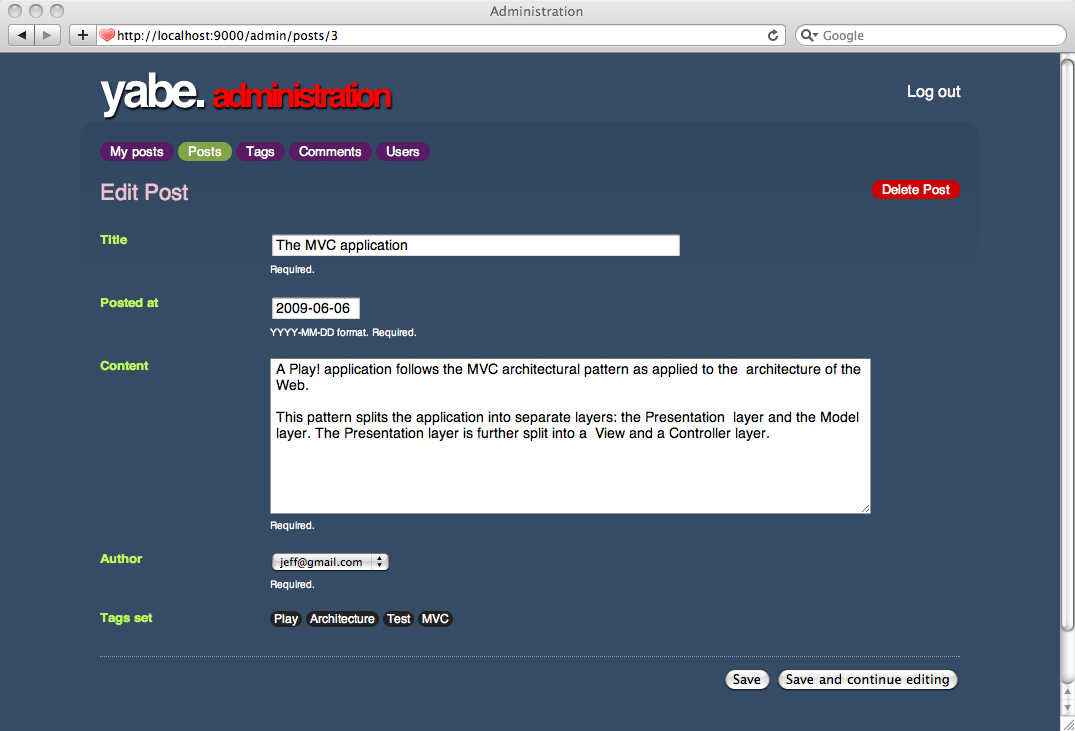 Administration
http://localhost:9000/admin/posts/3
Google
yabe. administration
Log out
My posts Posts Tags Comments Users
Edit Post
Delete Post
Title
The MVC application
Required.
Posted at
2009-06-06
YYYY-MM-DD format. Required.
Content
A Play! application follows the MVC architectural pattern as applied to the  architecture of the
Web.
This pattern splits the application into separate layers: the Presentation  layer and the Model
layer. The Presentation layer is further split into a  View and a Controller layer.
Required.
Author
jeff@gmail.com
Required.
Tags set
Play Architecture Test MVC
Save Save and continue editing